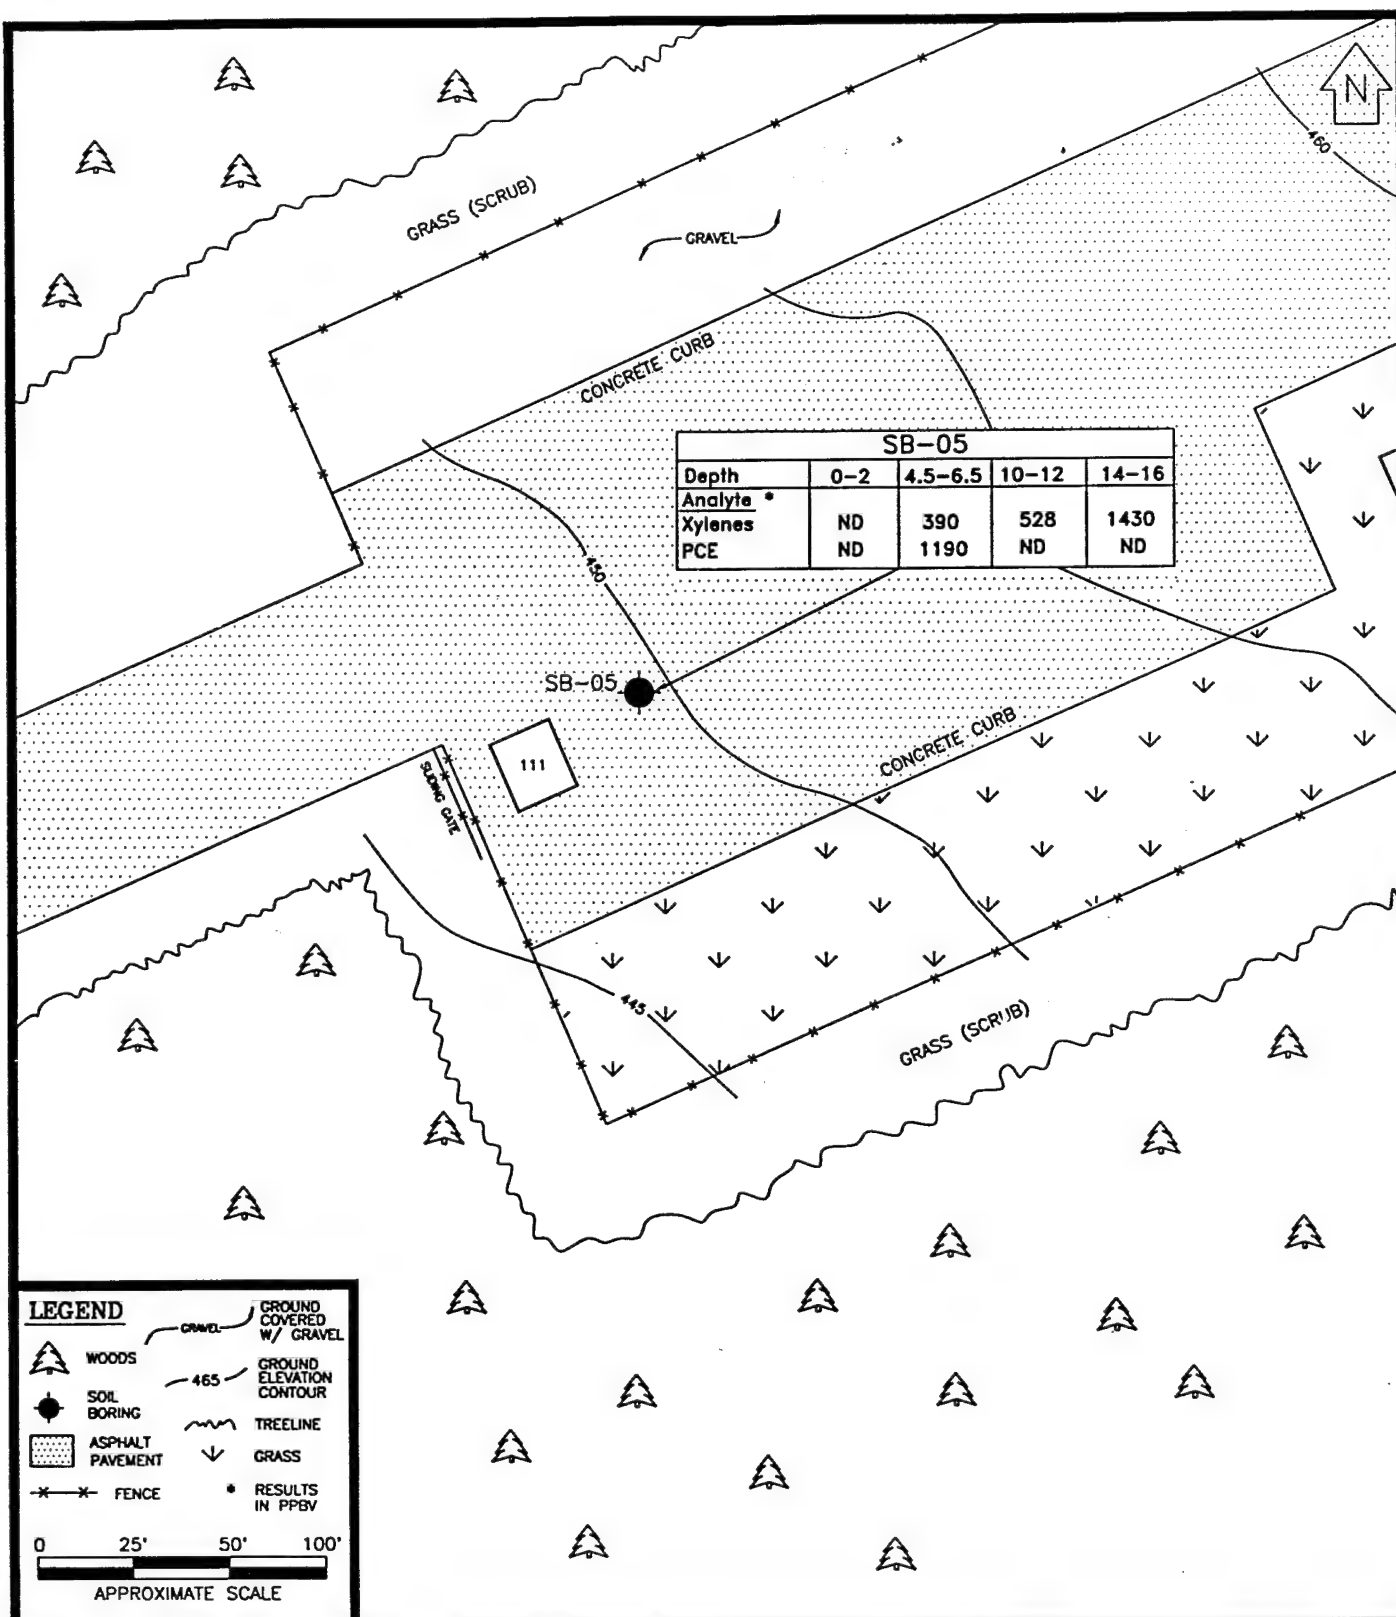 N
460
GRASS (SCRUB)
GRAVEL
CONCRETE CURB
SB-05
Depth 0-2 4.5-6.5 10-12 14-16
Analyte *
Xylenes ND 390 528 1430
PCE ND 1190 ND ND
450
SB-05
111
SLIDING GATE
CONCRETE CURB
445
GRASS (SCRUB)
LEGEND
GRAVEL
GROUND
COVERED
W/ GRAVEL
WOODS
465
GROUND
ELEVATION
CONTOUR
SOIL
BORING
TREELINE
ASPHALT
PAVEMENT
GRASS
FENCE
* RESULTS
IN PPBV
0 25' 50' 100'
APPROXIMATE SCALE